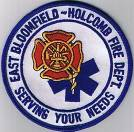 EAST BLOOMFIELD ~ HOLCOMB FIRE DEPT.
SERVING YOUR NEEDS